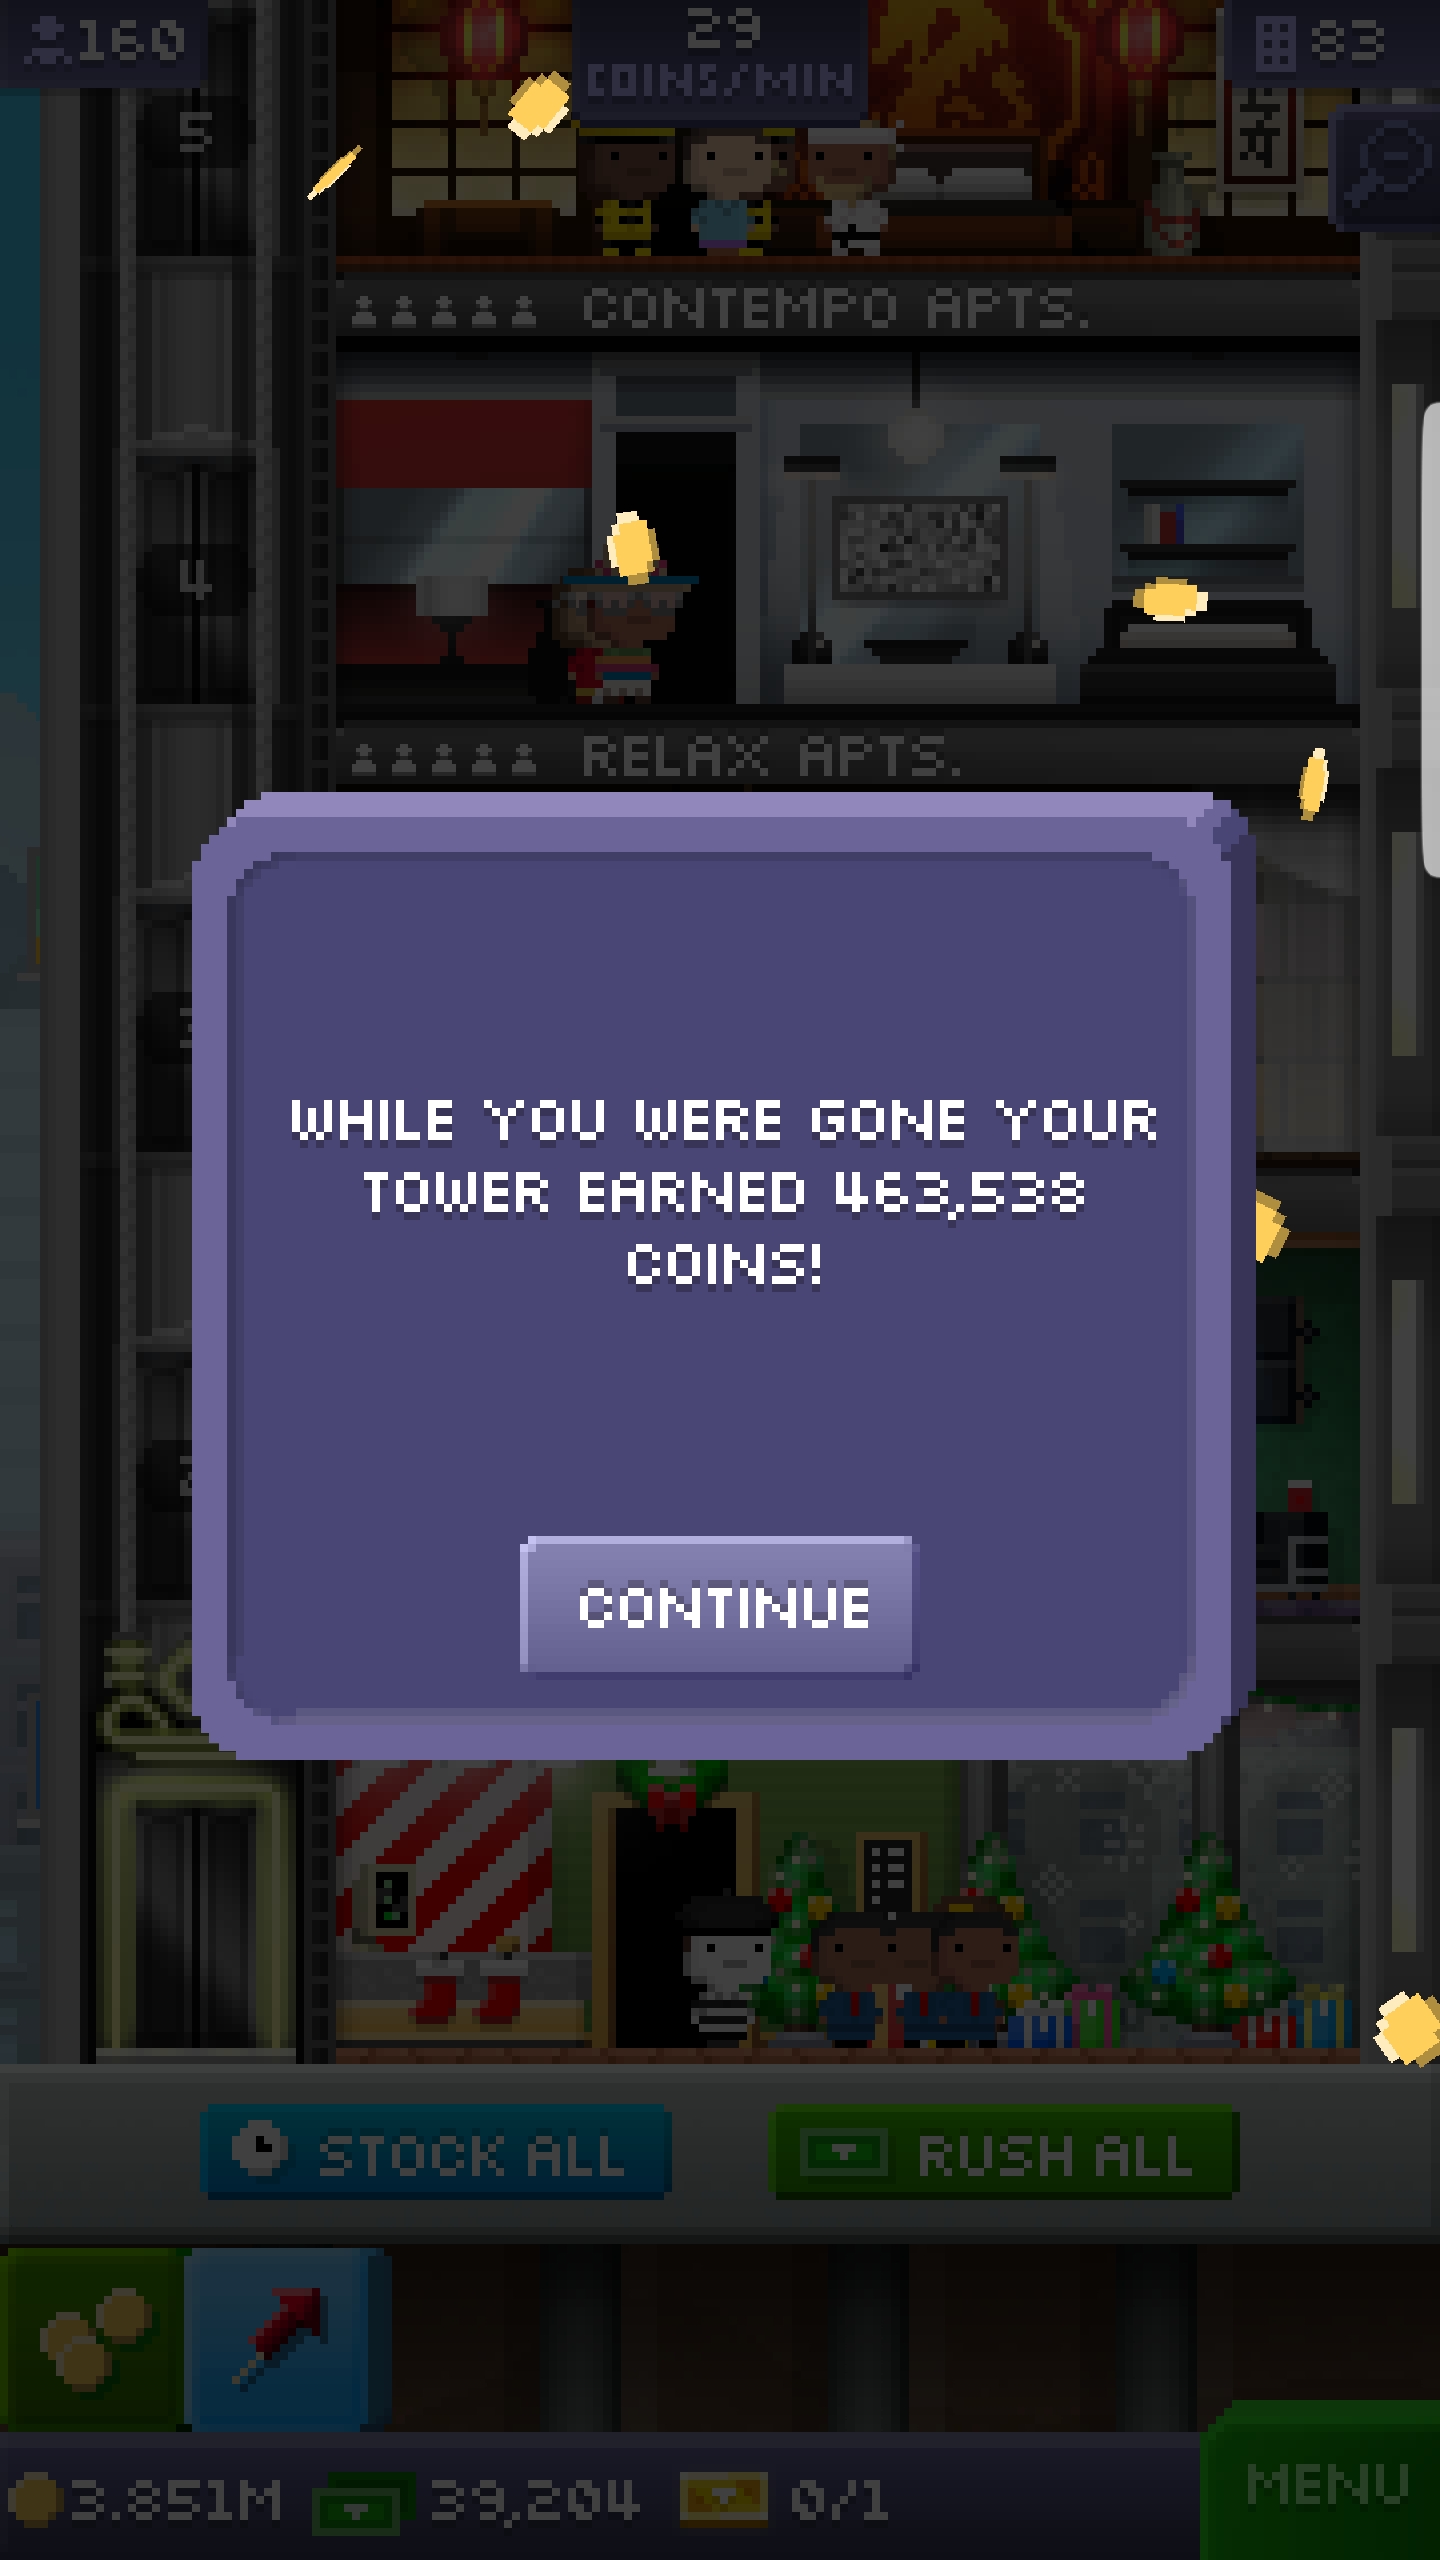 160
29
COINS/MIN
83
5
CONTEMPO APTS.
4
RELAX APTS.
WHILE YOU WERE GONE YOUR
TOWER EARNED 463,538
COINS!
CONTINUE
STOCK ALL
RUSH ALL
3.851M
39,204
0/1
MENU